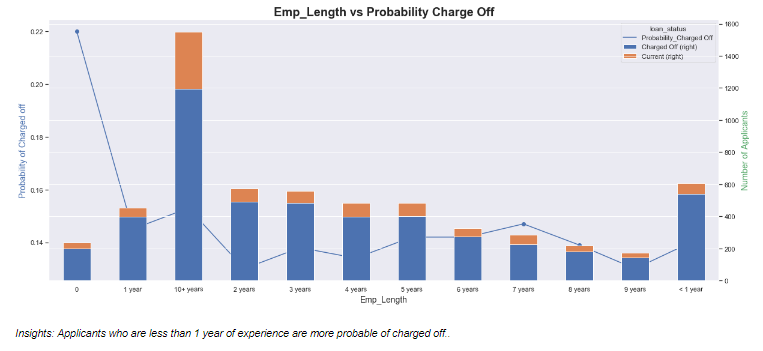 Emp_Length vs Probability Charge Off
loan_status
Probability_Charged Off
Charged Off (right)
Current (right)
Probability of Charged off
0.22
0.20
0.18
0.16
0.14
1600
1400
1200
1000
800
600
400
200
0
Number of Applicants
0 1 year 10+ years 2 years 3 years 4 years 5 years 6 years 7 years 8 years 9 years < 1 year
Emp_Length
Insights: Applicants who are less than 1 year of experience are more probable of charged off..